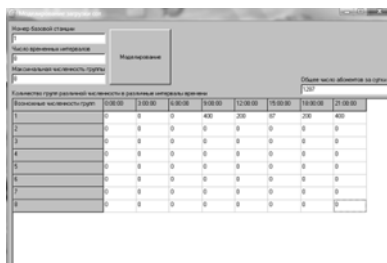 Номер базовой станции
1
Число временных интервалов
8
Максимальная численность группы
8
Моделирование
Общее число абонентов за сутки
1287
Количество групп различной численности в различные интервалы времени
Возможные численности групп 0:00:00 3:00:00 6:00:00 9:00:00 12:00:00 15:00:00 18:00:00 21:00:00
1 0 0 0 400 200 87 200 400
2 0 0 0 0 0 0 0 0
3 0 0 0 0 0 0 0 0
4 0 0 0 0 0 0 0 0
5 0 0 0 0 0 0 0 0
6 0 0 0 0 0 0 0 0
7 0 0 0 0 0 0 0 0
8 0 0 0 0 0 0 0 0